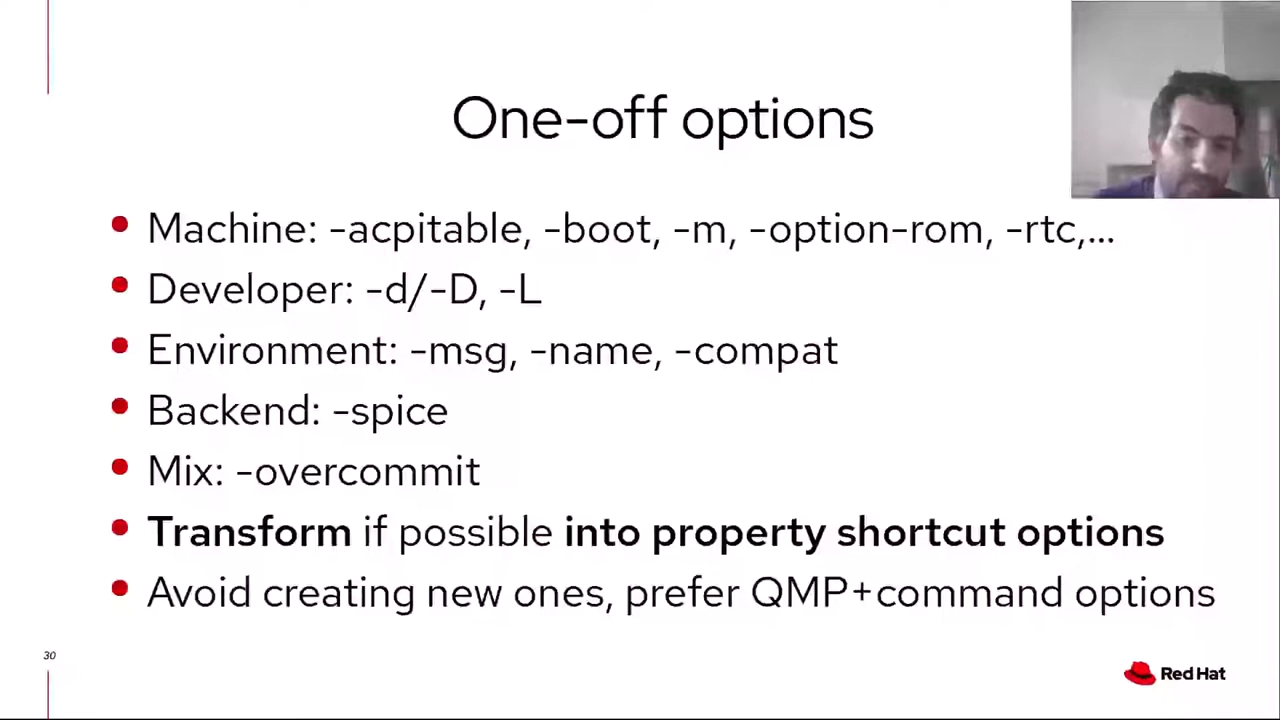 One-off options
Machine: -acpitable, -boot, -m, -option-rom, -rtc,...
Developer: -d/-D, -L
Environment: -msg, -name, -compat
Backend: -spice
Mix: -overcommit
Transform if possible into property shortcut options
Avoid creating new ones, prefer QMP+command options
30
Red Hat